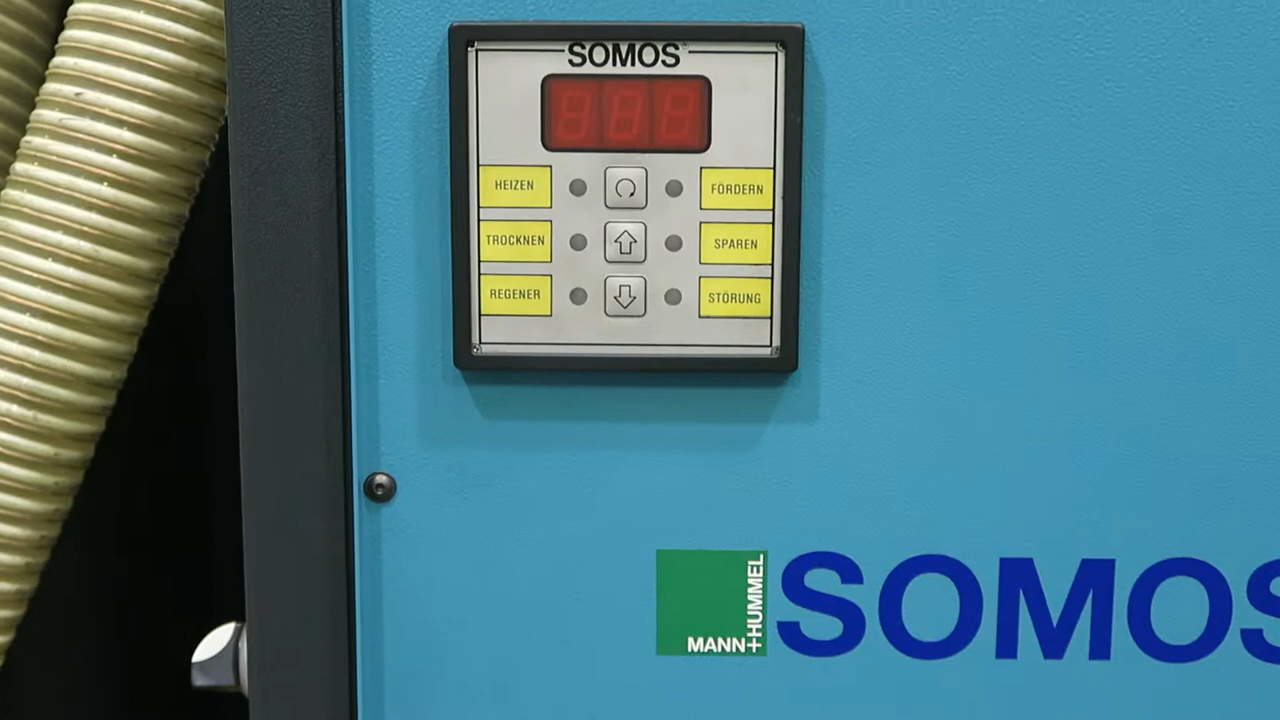 SOMOS
HEIZEN
FÖRDERN
TROCKNEN
SPAREN
REGENER
STÖRUNG
MANN+HUMMEL
SOMOS